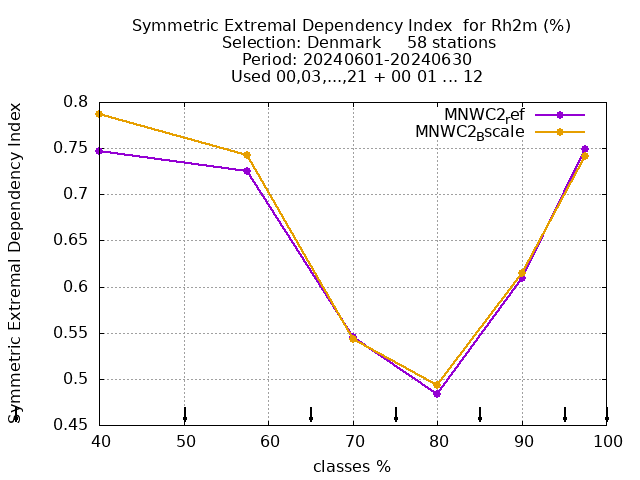 Symmetric Extremal Dependency Index  for Rh2m (%)
Selection: Denmark     58 stations
Period: 20240601-20240630
Used 00,03,...,21 + 00 01 ... 12
Symmetric Extremal Dependency Index
0.8
0.75
0.7
0.65
0.6
0.55
0.5
0.45
MNWC2ref
MNWC2Bscale
40 50 60 70 80 90 100
classes %